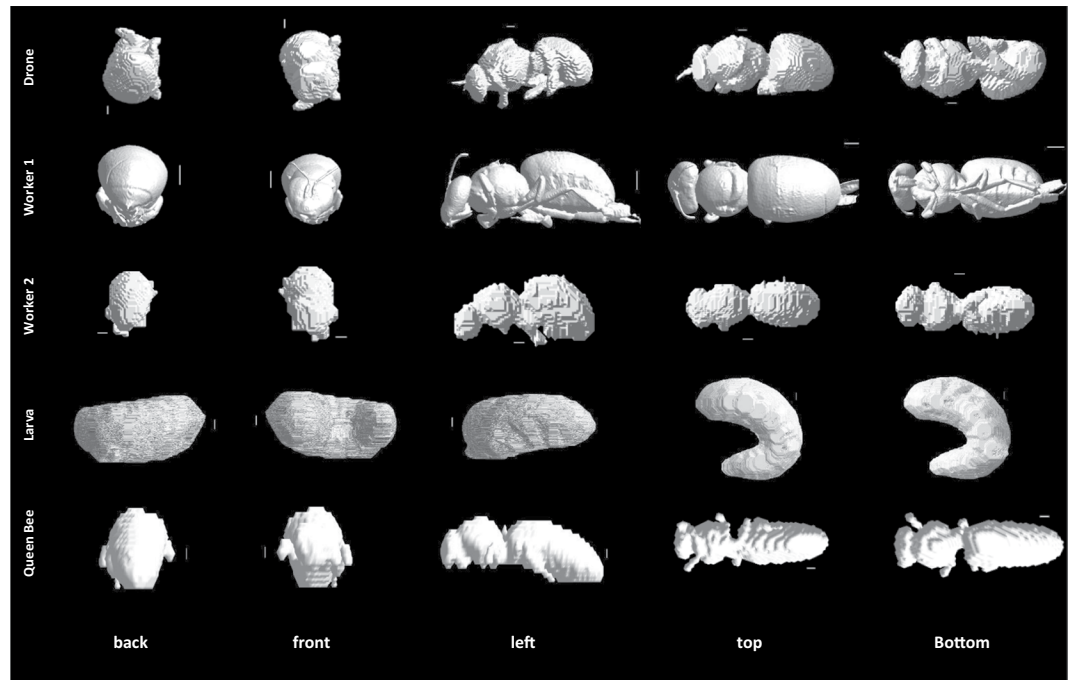 Drone
Worker 1
Worker 2
Larva
Queen Bee
back front left top Bottom